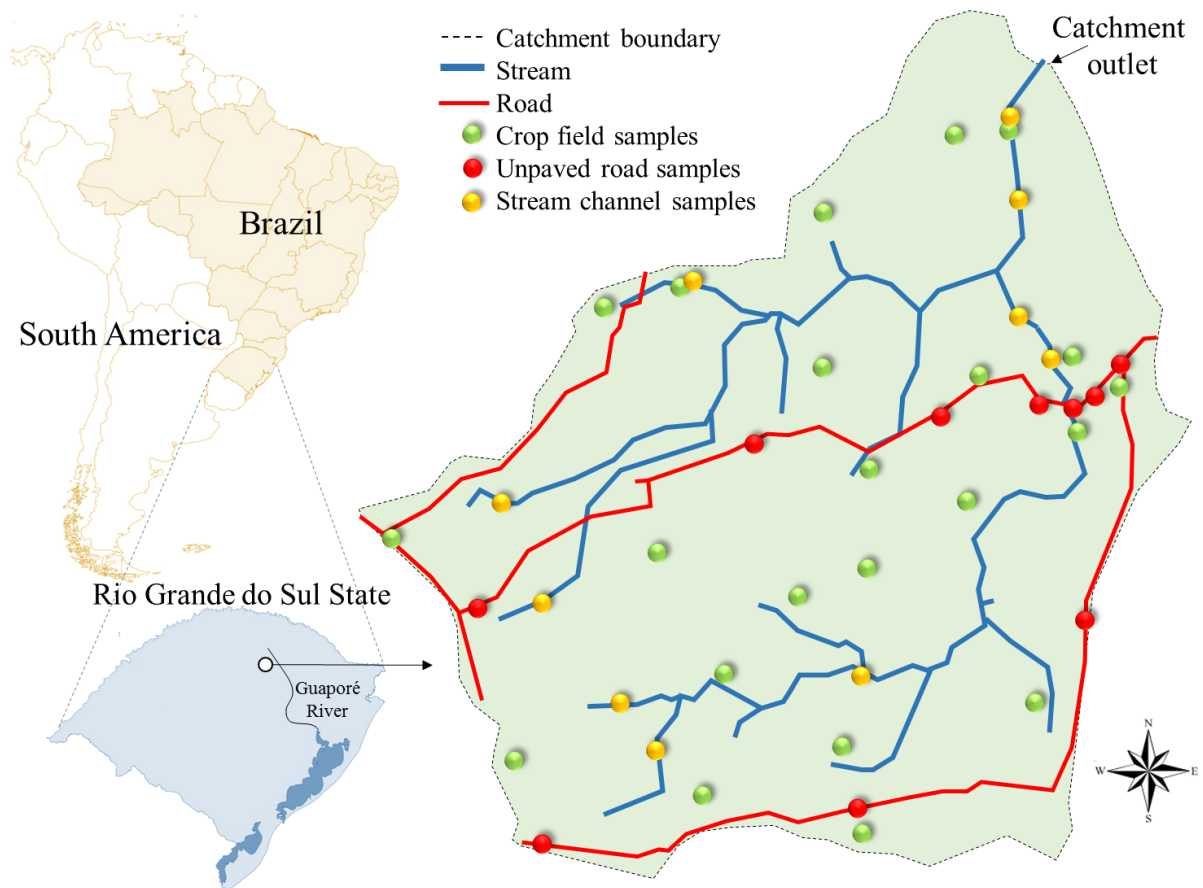 Catchment boundary
Stream
Road
Crop field samples
Unpaved road samples
Stream channel samples
Catchment
outlet
Brazil
South America
Rio Grande do Sul State
Guaporé
River
N
W
E
S